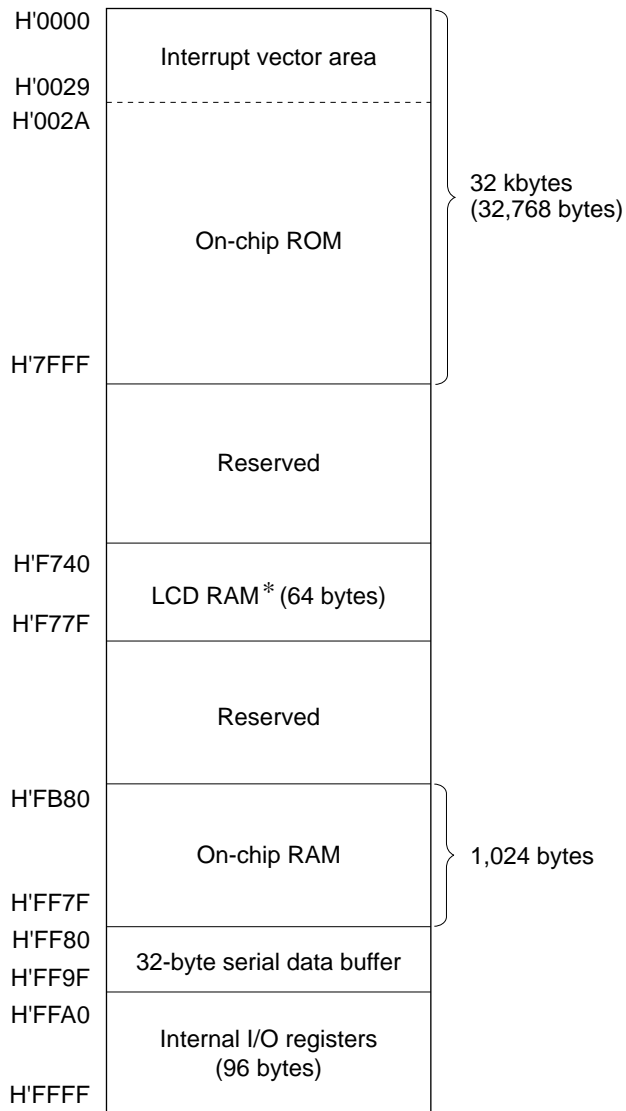 H'0000
Interrupt vector area
H'0029
H'002A
32 kbytes
(32,768 bytes)
On-chip ROM
H'7FFF
Reserved
H'F740
LCD RAM* (64 bytes)
H'F77F
Reserved
H'FB80
On-chip RAM
1,024 bytes
H'FF7F
H'FF80
32-byte serial data buffer
H'FF9F
H'FFA0
Internal I/O registers
(96 bytes)
H'FFFF